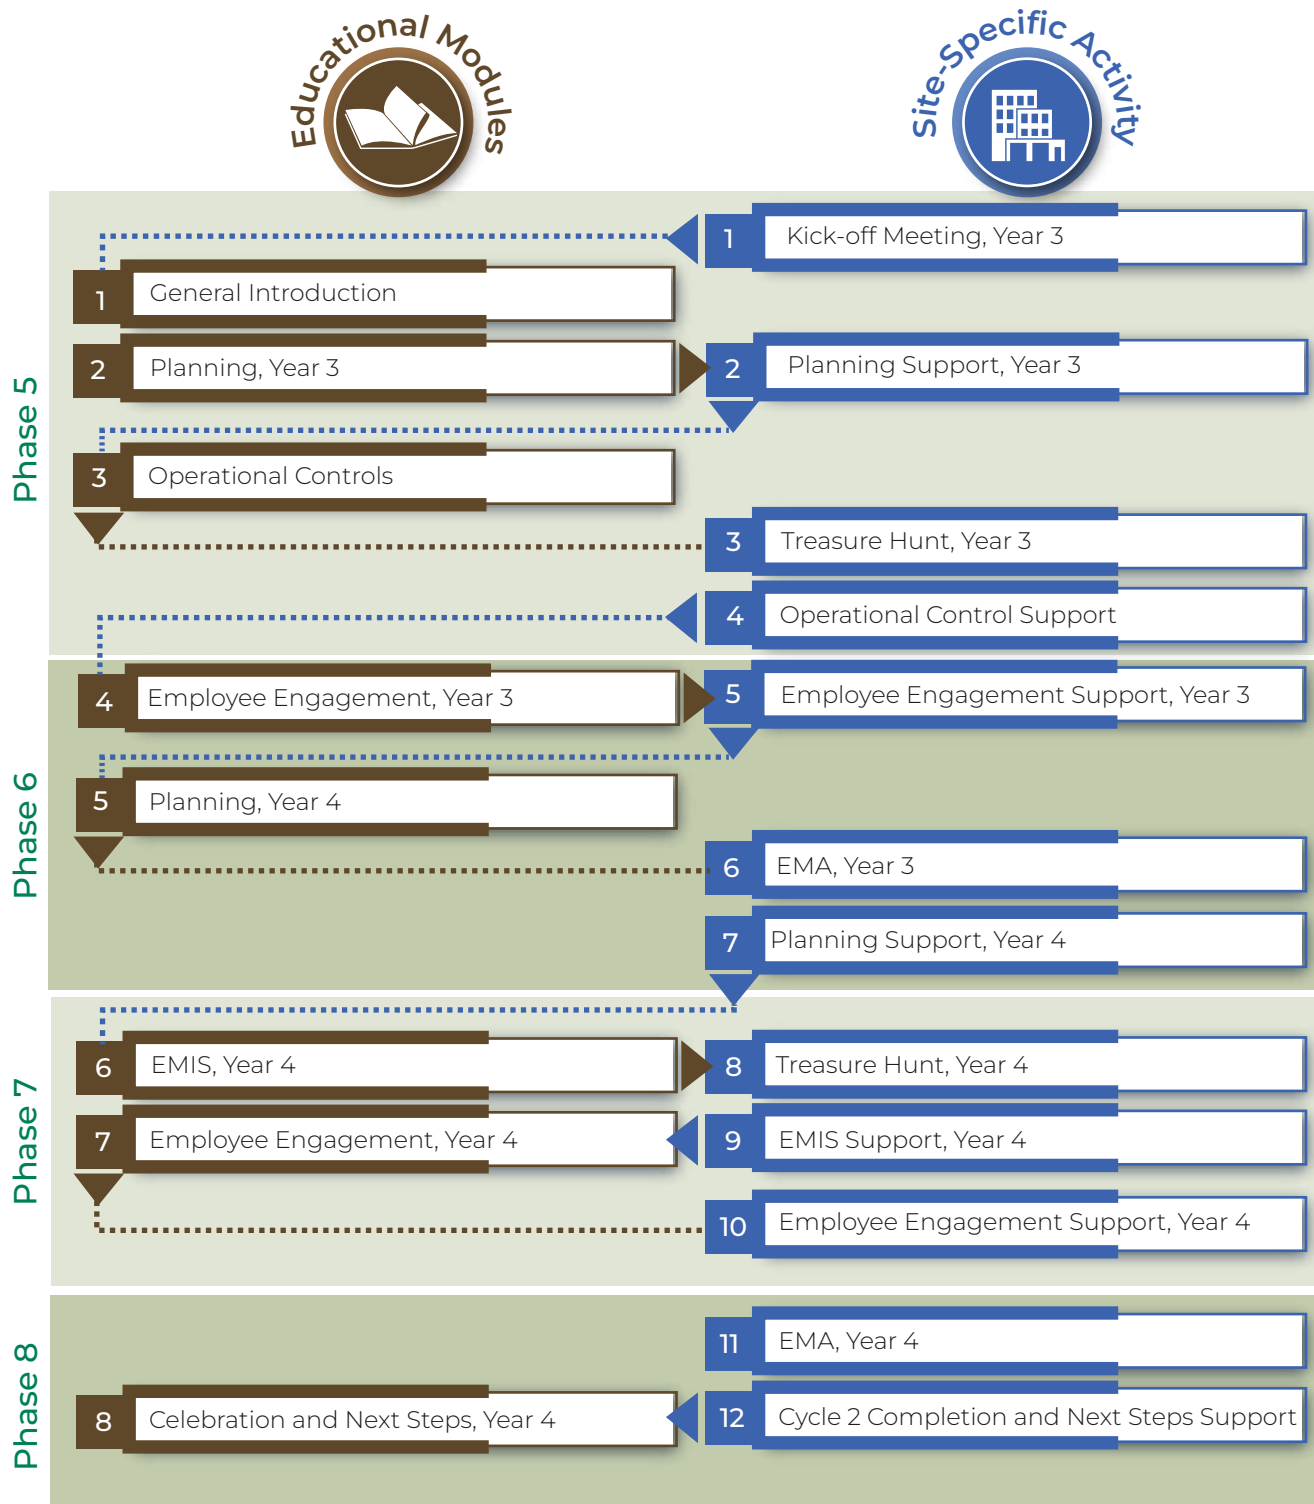 Educational Modules
Site-Specific Activity
Phase 5
1 Kick-off Meeting, Year 3
1 General Introduction
2 Planning, Year 3
2 Planning Support, Year 3
3 Operational Controls
3 Treasure Hunt, Year 3
4 Operational Control Support
Phase 6
4 Employee Engagement, Year 3
5 Employee Engagement Support, Year 3
5 Planning, Year 4
6 EMA, Year 3
7 Planning Support, Year 4
Phase 7
6 EMIS, Year 4
8 Treasure Hunt, Year 4
7 Employee Engagement, Year 4
9 EMIS Support, Year 4
10 Employee Engagement Support, Year 4
Phase 8
11 EMA, Year 4
8 Celebration and Next Steps, Year 4
12 Cycle 2 Completion and Next Steps Support